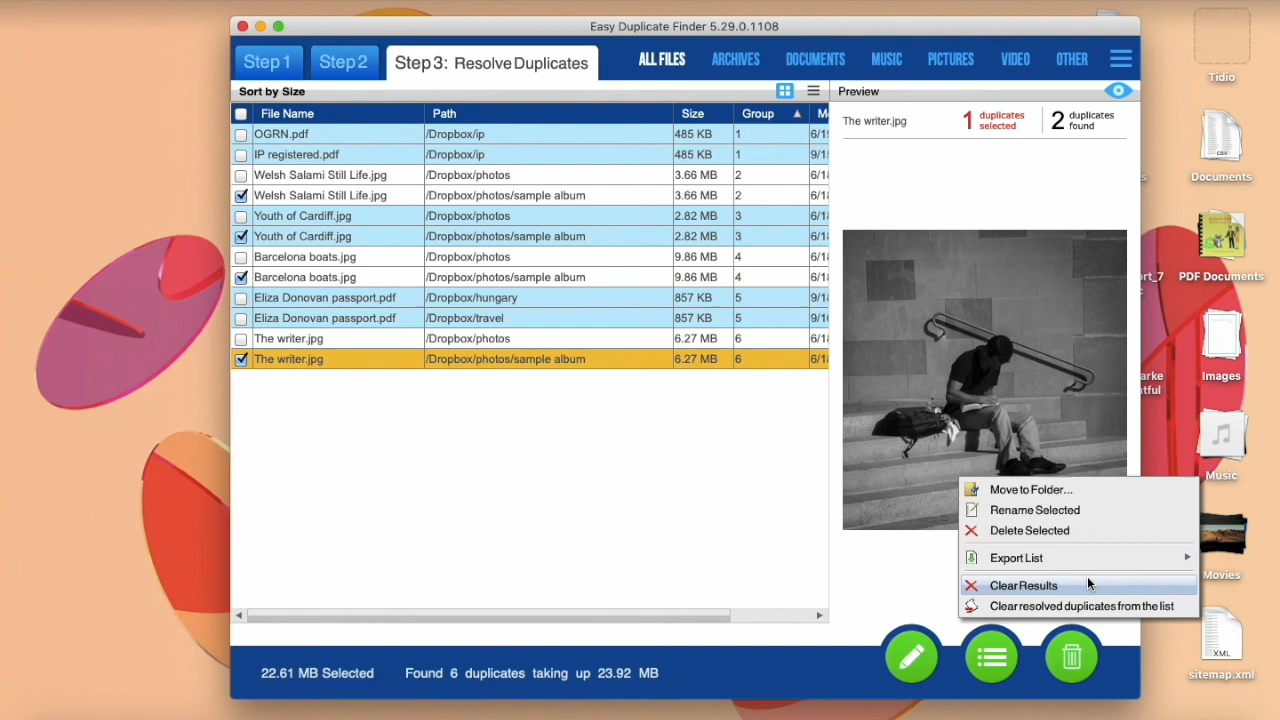 Easy Duplicate Finder 5.29.0.1108
Step 1 Step 2 Step 3: Resolve Duplicates ALL FILES ARCHIVES DOCUMENTS MUSIC PICTURES VIDEO OTHER
Sort by Size Preview
File Name Path Size Group
OGRN.pdf /Dropbox/ip 485 KB 1
IP registered.pdf /Dropbox/ip 485 KB 1
Welsh Salami Still Life.jpg /Dropbox/photos 3.66 MB 2
Welsh Salami Still Life.jpg /Dropbox/photos/sample album 3.66 MB 2
Youth of Cardiff.jpg /Dropbox/photos 2.82 MB 3
Youth of Cardiff.jpg /Dropbox/photos/sample album 2.82 MB 3
Barcelona boats.jpg /Dropbox/photos 9.86 MB 4
Barcelona boats.jpg /Dropbox/photos/sample album 9.86 MB 4
Eliza Donovan passport.pdf /Dropbox/hungary 857 KB 5
Eliza Donovan passport.pdf /Dropbox/travel 857 KB 5
The writer.jpg /Dropbox/photos 6.27 MB 6
The writer.jpg /Dropbox/photos/sample album 6.27 MB 6
The writer.jpg
1 duplicates selected
2 duplicates found
Move to Folder...
Rename Selected
Delete Selected
Export List
Clear Results
Clear resolved duplicates from the list
22.61 MB Selected Found 6 duplicates taking up 23.92 MB
Tidio
CSV
Documents
PDF Documents
Images
Music
Movies
XML
sitemap.xml